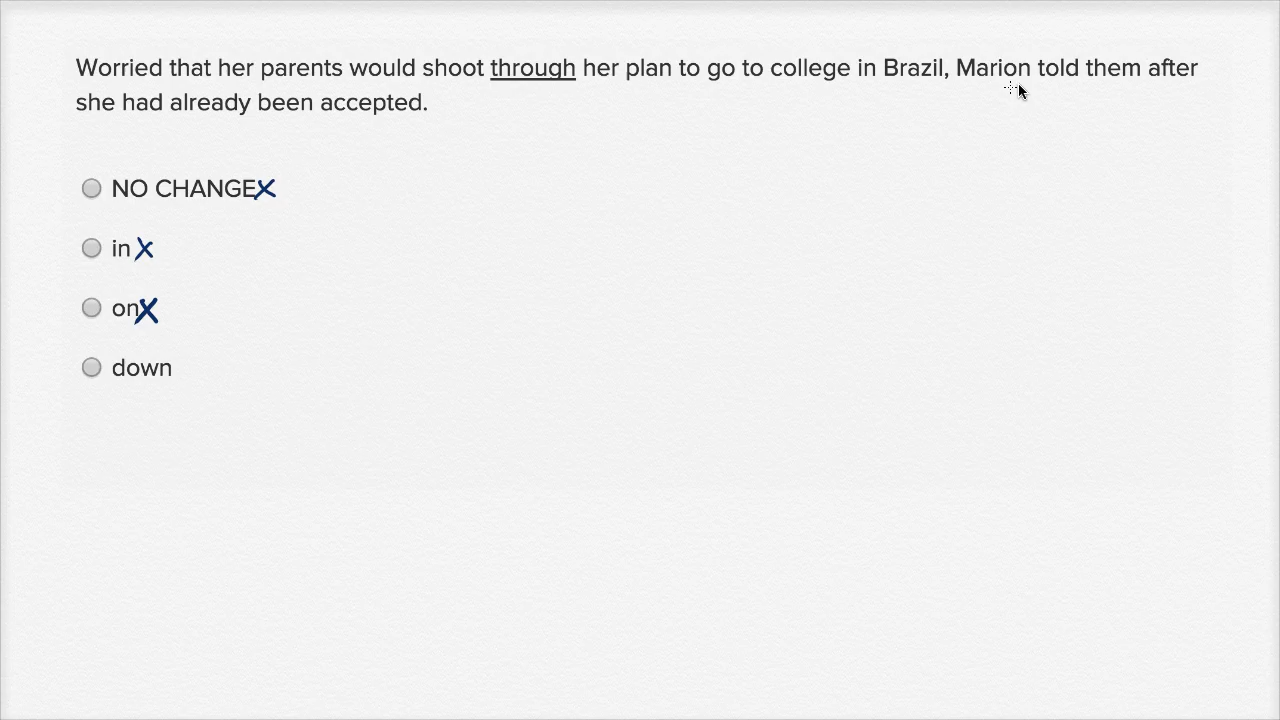 Worried that her parents would shoot through her plan to go to college in Brazil, Marion told them after
she had already been accepted.
NO CHANGE
in
on
down